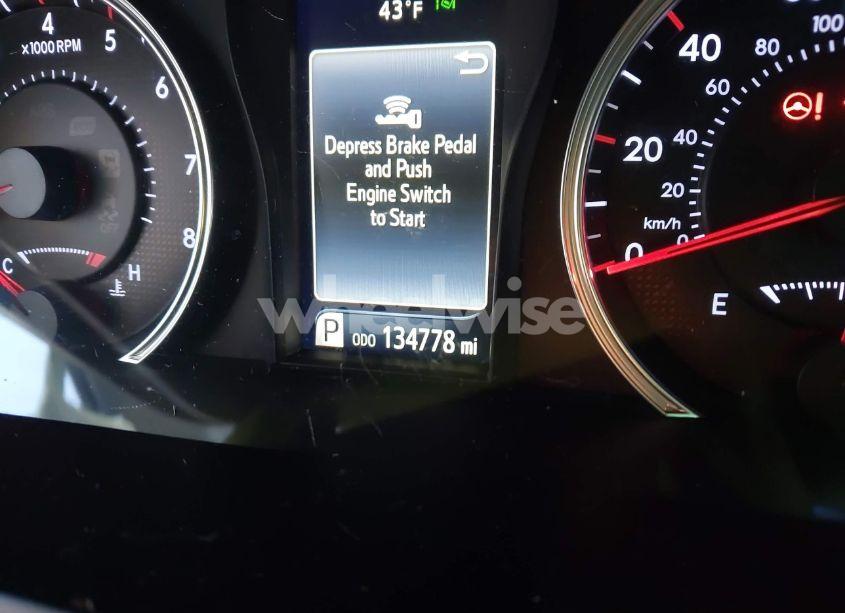 43°F
4
5
x1000 RPM
6
7
8
C
H
Depress Brake Pedal
and Push
Engine Switch
to Start
P ODO 134778 mi
wheelwise
40
20
0
100
80
60
40
20
0
km/h
!
E